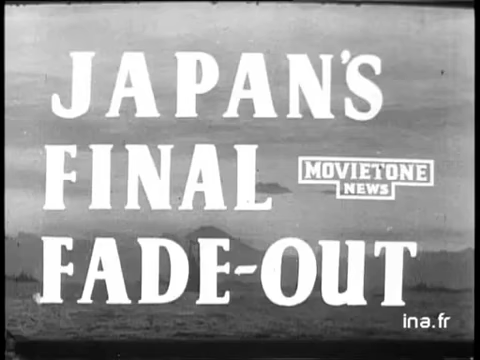 JAPAN'S
FINAL
MOVIETONE
NEWS
FADE-OUT
ina.fr